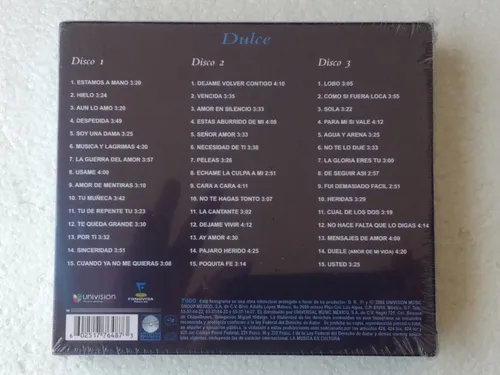 Dulce
Disco 1
1. ESTAMOS A MANO 3:20
2. HIELO 3:24
3. AUN LO AMO 3:29
4. DESPEDIDA 3:49
5. SOY UNA DAMA 3:25
6. MUSICA Y LAGRIMAS 4:30
7. LA GUERRA DEL AMOR 3:57
8. USAME 4:00
9. AMOR DE MENTIRAS 3:18
10. TU MUÑECA 3:42
11. TU DE REPENTE TU 3:23
12. TE QUEDA GRANDE 3:30
13. POR TI 3:32
14. SINCERIDAD 3:51
15. CUANDO YA NO ME QUIERAS 3:08
Disco 2
1. DEJAME VOLVER CONTIGO 4:10
2. VENCIDA 3:35
3. AMOR EN SILENCIO 3:33
4. ESTAS ABURRIDO DE MI 4:08
5. SEÑOR AMOR 3:33
6. NECESIDAD DE TI 3:38
7. PÉLEAS 3:26
8. ECHAME LA CULPA A MI 2:51
9. CARA A CARA 4:11
10. NO TE HAGAS TONTO 3:07
11. LA CANTANTE 3:02
12. DEJAME VIVIR 4:12
13. AY AMOR 4:30
14. PAJARO HERIDO 4:25
15. POQUITA FE 3:14
Disco 3
1. LOBO 3:05
2. COMO SI FUERA LOCA 3:55
3. SOLA 3:22
4. PARA MI SI VALE 4:12
5. AGUA Y ARENA 3:25
6. NO TE LO DIJE 3:33
7. LA GLORIA ERES TU 3:00
8. DE SEGUIR ASI 2:57
9. FUI DEMASIADO FACIL 2:51
10. HERIDAS 3:29
11. CUAL DE LOS DOS 3:19
12. NO HACE FALTA QUE LO DIGAS 4:14
13. MENSAJES DE AMOR 4:00
14. DUELE (AMOR DE MI VIDA) 4:20
15. USTED 3:25
univision
FONOVISA
8 02517 76487 3
LA MUSICA ES CULTURA